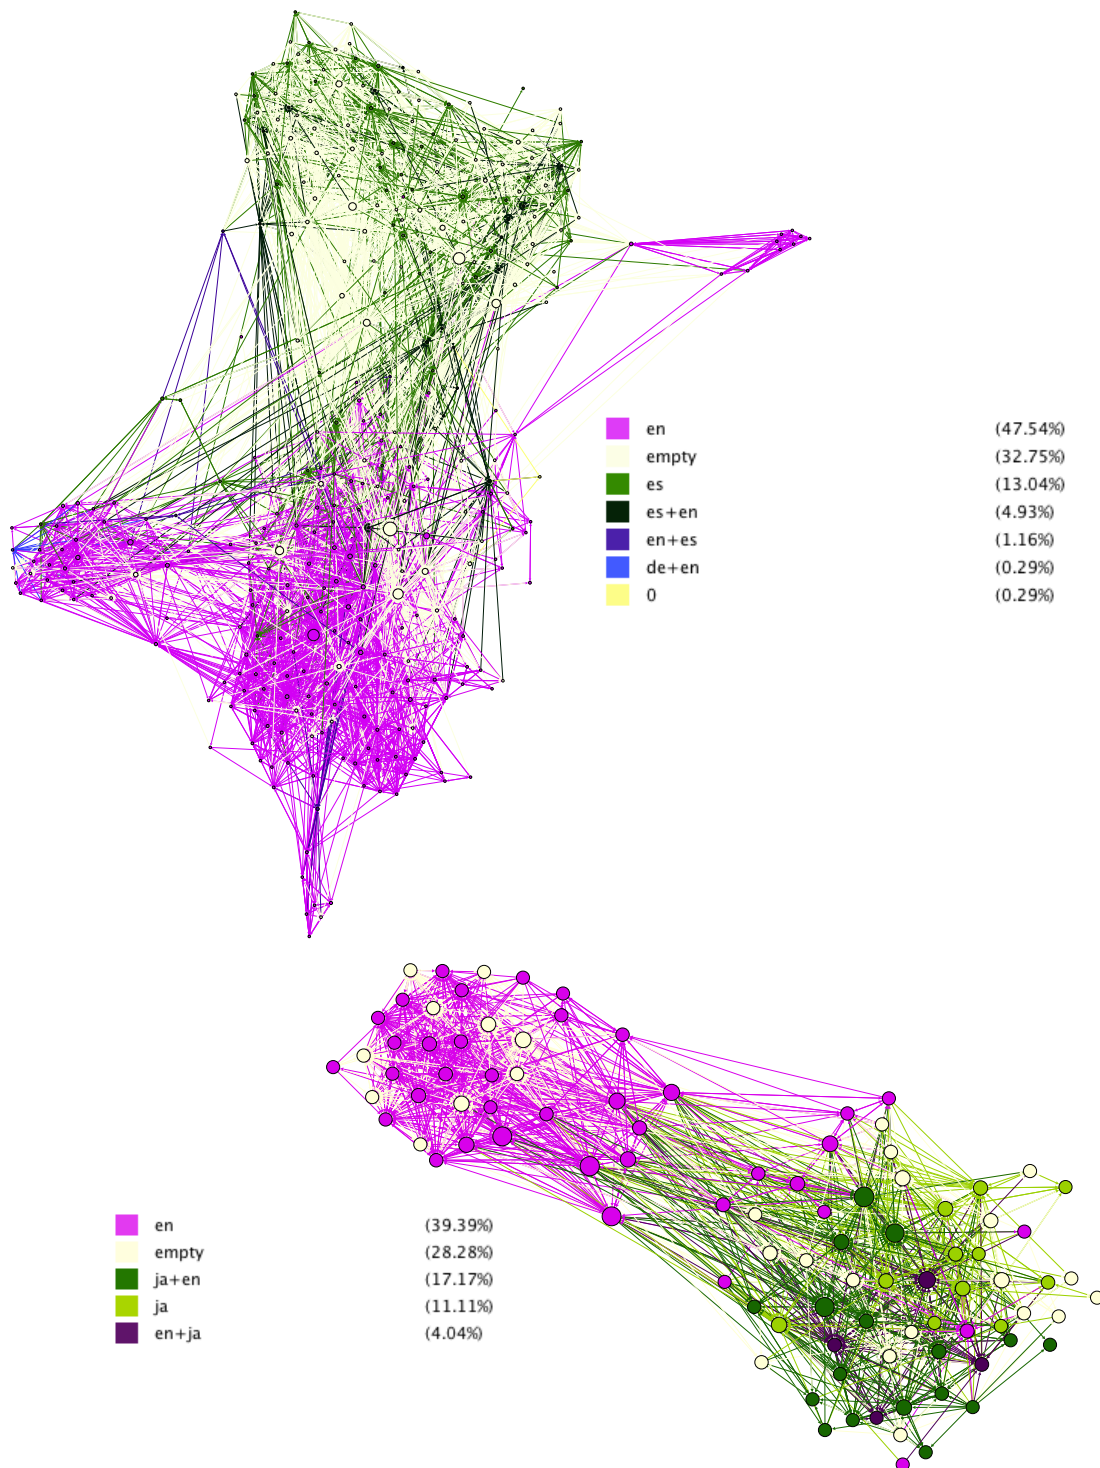 en (47.54%)
empty (32.75%)
es (13.04%)
es+en (4.93%)
en+es (1.16%)
de+en (0.29%)
0 (0.29%)
en (39.39%)
empty (28.28%)
ja+en (17.17%)
ja (11.11%)
en+ja (4.04%)